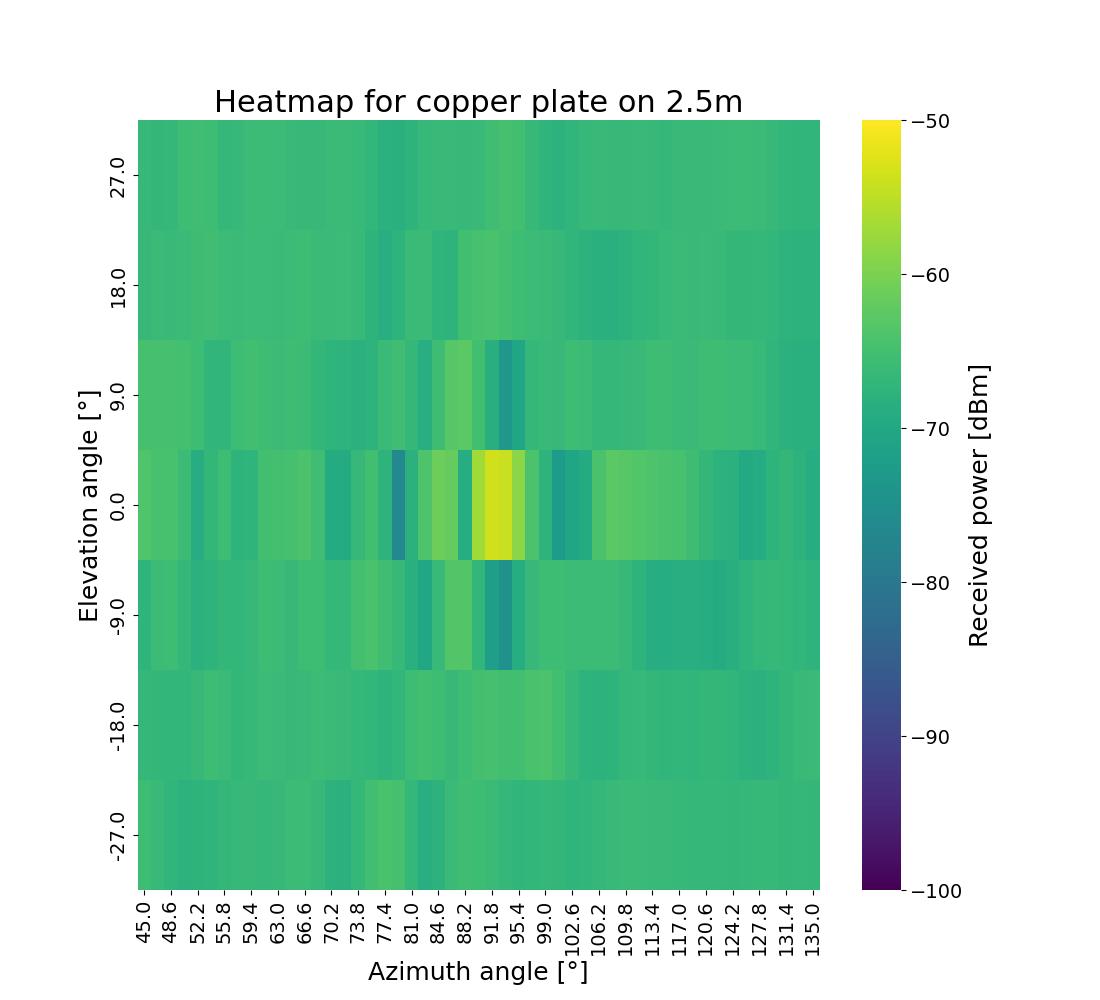 Heatmap for copper plate on 2.5m
Elevation angle [°]
27.0
18.0
9.0
0.0
-9.0
-18.0
-27.0
45.0 48.6 52.2 55.8 59.4 63.0 66.6 70.2 73.8 77.4 81.0 84.6 88.2 91.8 95.4 99.0 102.6 106.2 109.8 113.4 117.0 120.6 124.2 127.8 131.4 135.0
Azimuth angle [°]
−50
−60
−70
−80
−90
−100
Received power [dBm]